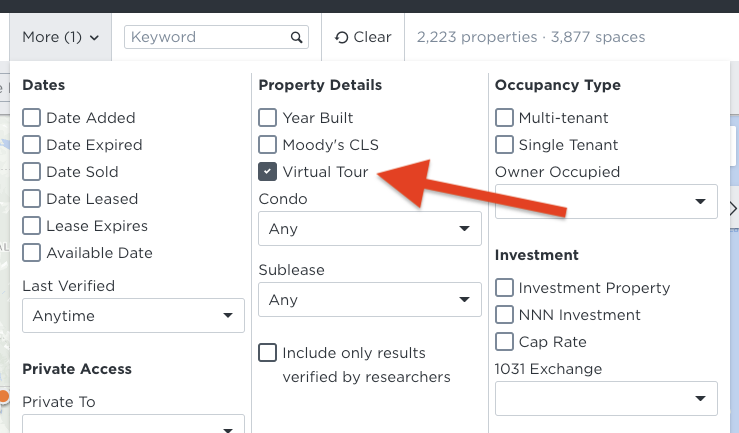 More (1)
Keyword
Clear
2,223 properties · 3,877 spaces
Dates
Date Added
Date Expired
Date Sold
Date Leased
Lease Expires
Available Date
Last Verified
Anytime
Private Access
Private To
Property Details
Year Built
Moody's CLS
Virtual Tour
Condo
Any
Sublease
Any
Include only results
verified by researchers
Occupancy Type
Multi-tenant
Single Tenant
Owner Occupied
Investment
Investment Property
NNN Investment
Cap Rate
1031 Exchange